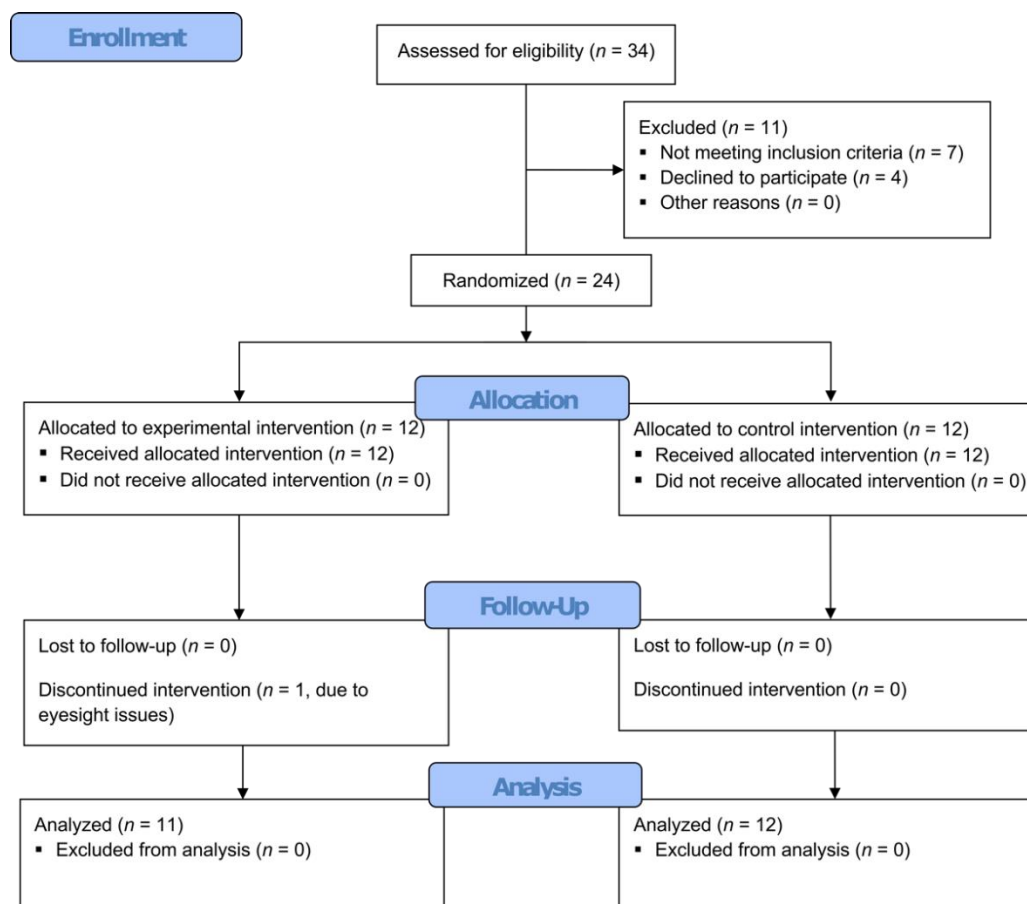 Enrollment
Assessed for eligibility (n = 34)
Excluded (n = 11)
▪ Not meeting inclusion criteria (n = 7)
▪ Declined to participate (n = 4)
▪ Other reasons (n = 0)
Randomized (n = 24)
Allocation
Allocated to experimental intervention (n = 12)
▪ Received allocated intervention (n = 12)
▪ Did not receive allocated intervention (n = 0)
Allocated to control intervention (n = 12)
▪ Received allocated intervention (n = 12)
▪ Did not receive allocated intervention (n = 0)
Follow-Up
Lost to follow-up (n = 0)
Discontinued intervention (n = 1, due to
eyesight issues)
Lost to follow-up (n = 0)
Discontinued intervention (n = 0)
Analysis
Analyzed (n = 11)
▪ Excluded from analysis (n = 0)
Analyzed (n = 12)
▪ Excluded from analysis (n = 0)